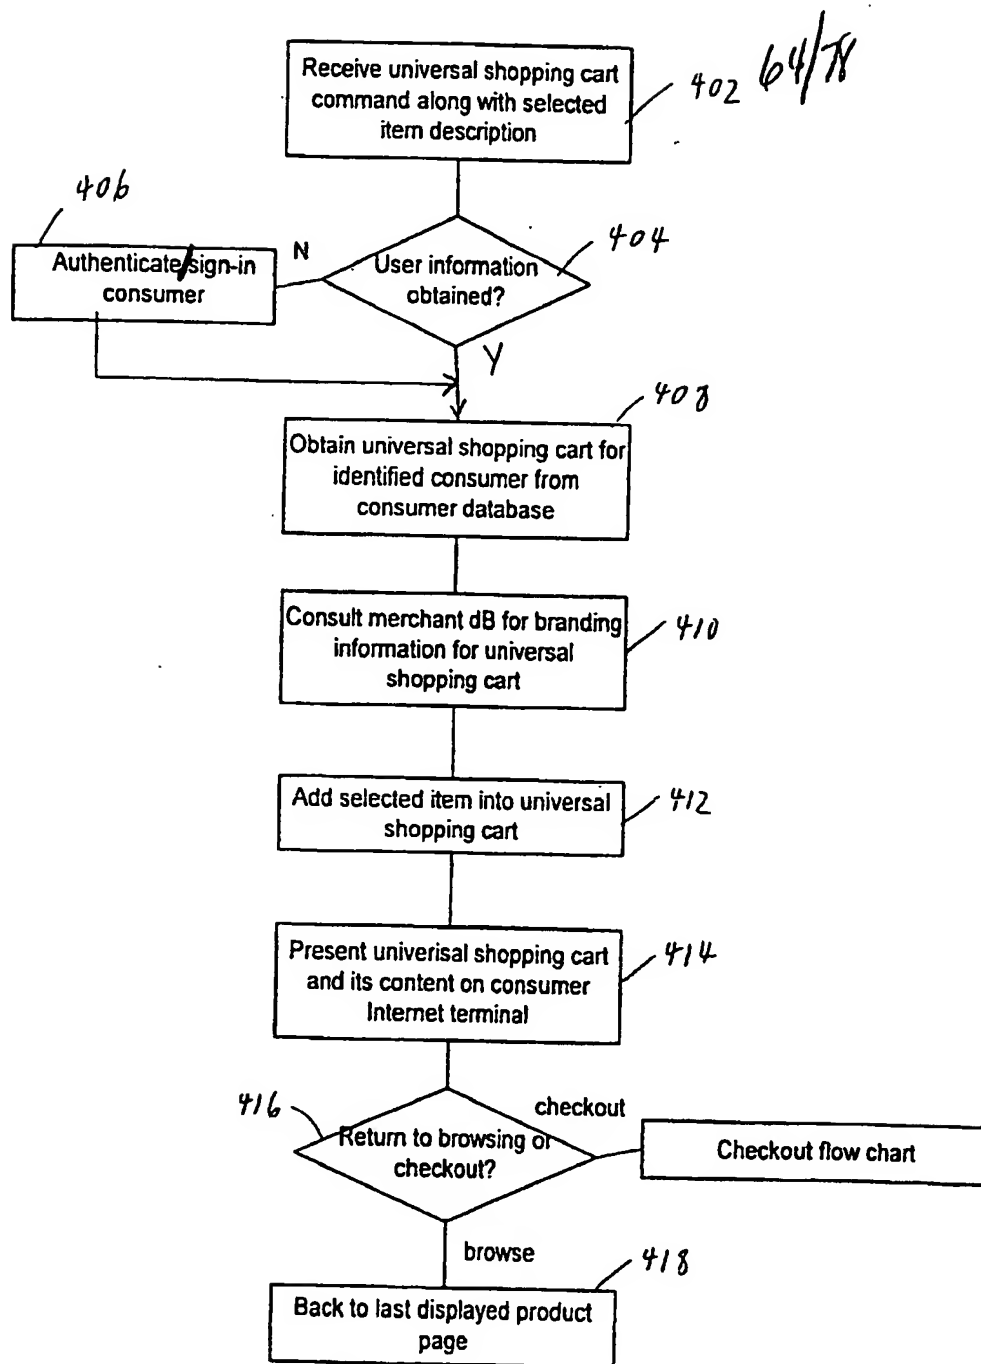 Receive universal shopping cart
command along with selected
item description
402
64/78
406
Authenticate/sign-in
consumer
N
User information
obtained?
404
Y
408
Obtain universal shopping cart for
identified consumer from
consumer database
Consult merchant dB for branding
information for universal
shopping cart
410
Add selected item into universal
shopping cart
412
Present univerisal shopping cart
and its content on consumer
Internet terminal
414
416
Return to browsing or
checkout?
checkout
Checkout flow chart
browse
418
Back to last displayed product
page